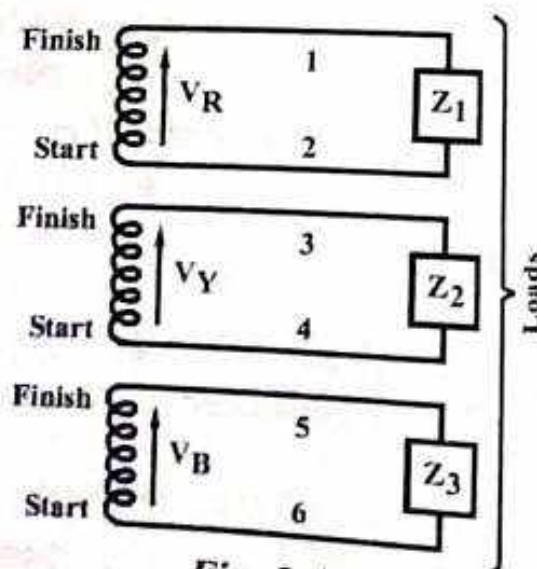 Finish
1
V_R
Z_1
Start
2
Finish
3
V_Y
Z_2
Start
4
Finish
5
V_B
Z_3
Start
6
Loads